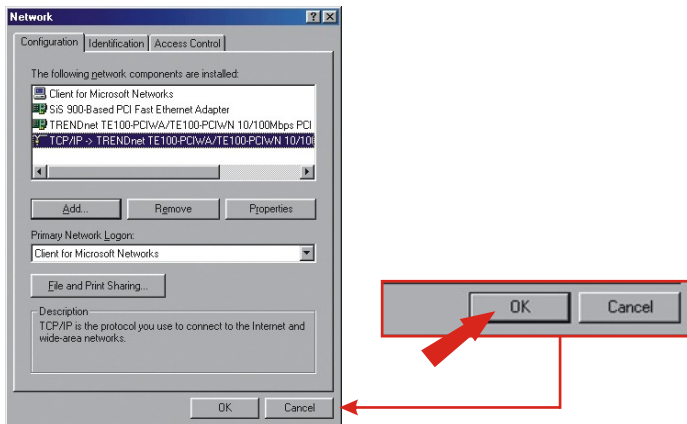 Network
Configuration Identification Access Control
The following network components are installed:
Client for Microsoft Networks
SiS 900-Based PCI Fast Ethernet Adapter
TRENDnet TE100-PCIWA/TE100-PCIWN 10/100Mbps PCI
TCP/IP -> TRENDnet TE100-PCIWA/TE100-PCIWN 10/10
Add... Remove Properties
Primary Network Logon:
Client for Microsoft Networks
File and Print Sharing...
Description
TCP/IP is the protocol you use to connect to the Internet and
wide-area networks.
OK Cancel
OK Cancel